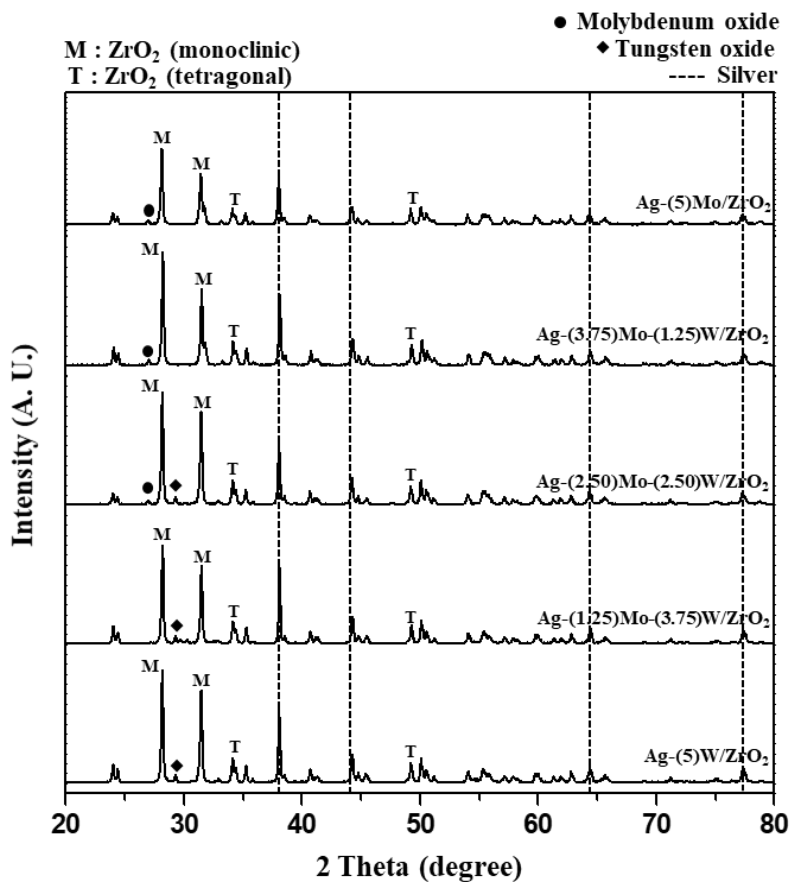 ● Molybdenum oxide
M : ZrO₂ (monoclinic)
◆ Tungsten oxide
T : ZrO₂ (tetragonal)
---- Silver
M
M
T
T
Ag-(5)Mo/ZrO₂
M
M
T
T
Ag-(3.75)Mo-(1.25)W/ZrO₂
M
M
T
T
Ag-(2.50)Mo-(2.50)W/ZrO₂
M
M
T
T
Ag-(1.25)Mo-(3.75)W/ZrO₂
M
M
T
T
Ag-(5)W/ZrO₂
Intensity (A. U.)
20 30 40 50 60 70 80
2 Theta (degree)